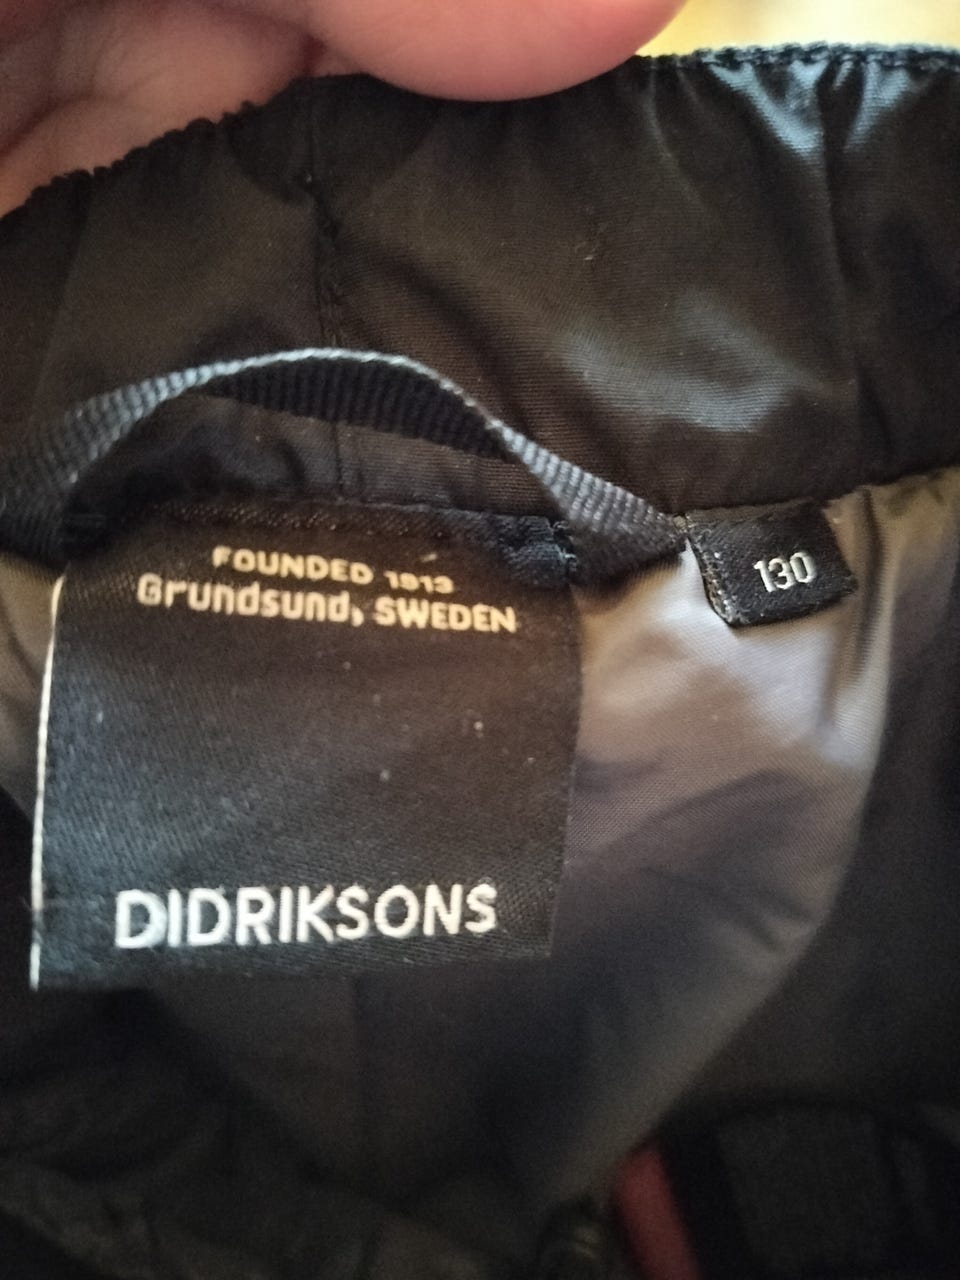 FOUNDED 1913
Grundsund, SWEDEN
130
DIDRIKSONS